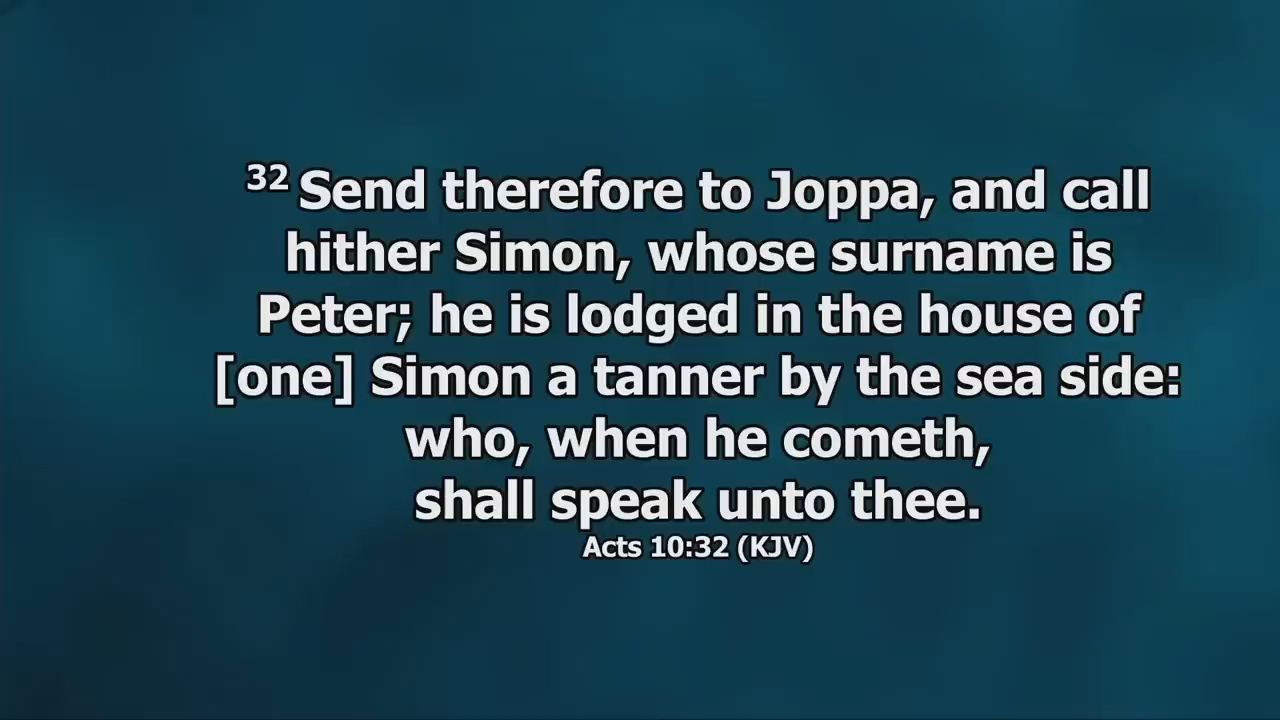 32 Send therefore to Joppa, and call
hither Simon, whose surname is
Peter; he is lodged in the house of
[one] Simon a tanner by the sea side:
who, when he cometh,
shall speak unto thee.
Acts 10:32 (KJV)